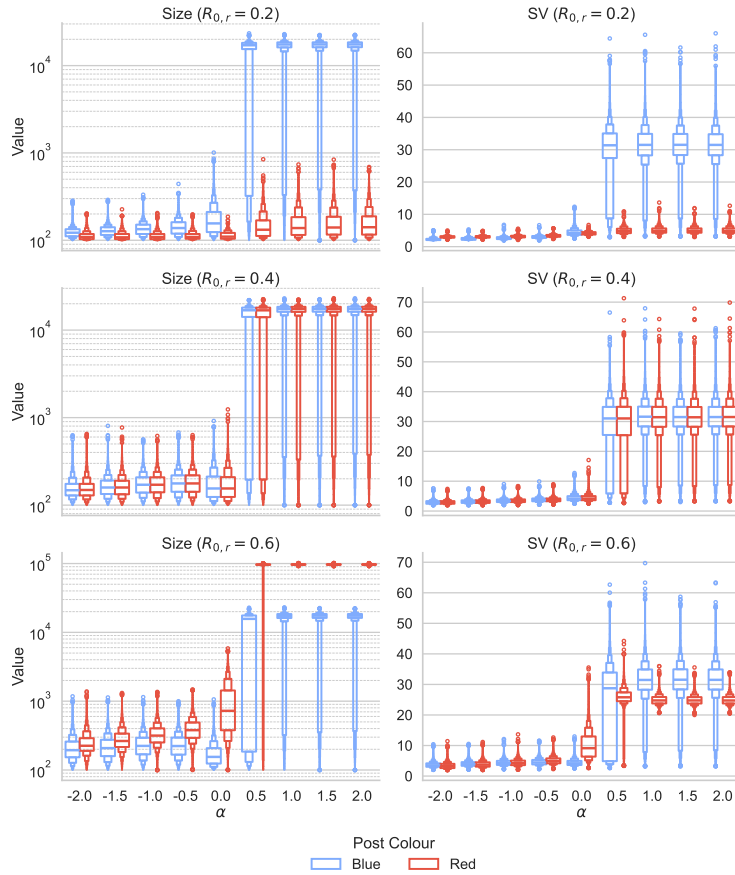 Size (R0,r = 0.2)
SV (R0,r = 0.2)
Value
10^4
10^3
10^2
60
50
40
30
20
10
0
Size (R0,r = 0.4)
SV (R0,r = 0.4)
Value
10^4
10^3
10^2
70
60
50
40
30
20
10
0
Size (R0,r = 0.6)
SV (R0,r = 0.6)
Value
10^5
10^4
10^3
10^2
70
60
50
40
30
20
10
0
-2.0 -1.5 -1.0 -0.5 0.0 0.5 1.0 1.5 2.0
α
-2.0 -1.5 -1.0 -0.5 0.0 0.5 1.0 1.5 2.0
α
Post Colour
Blue Red